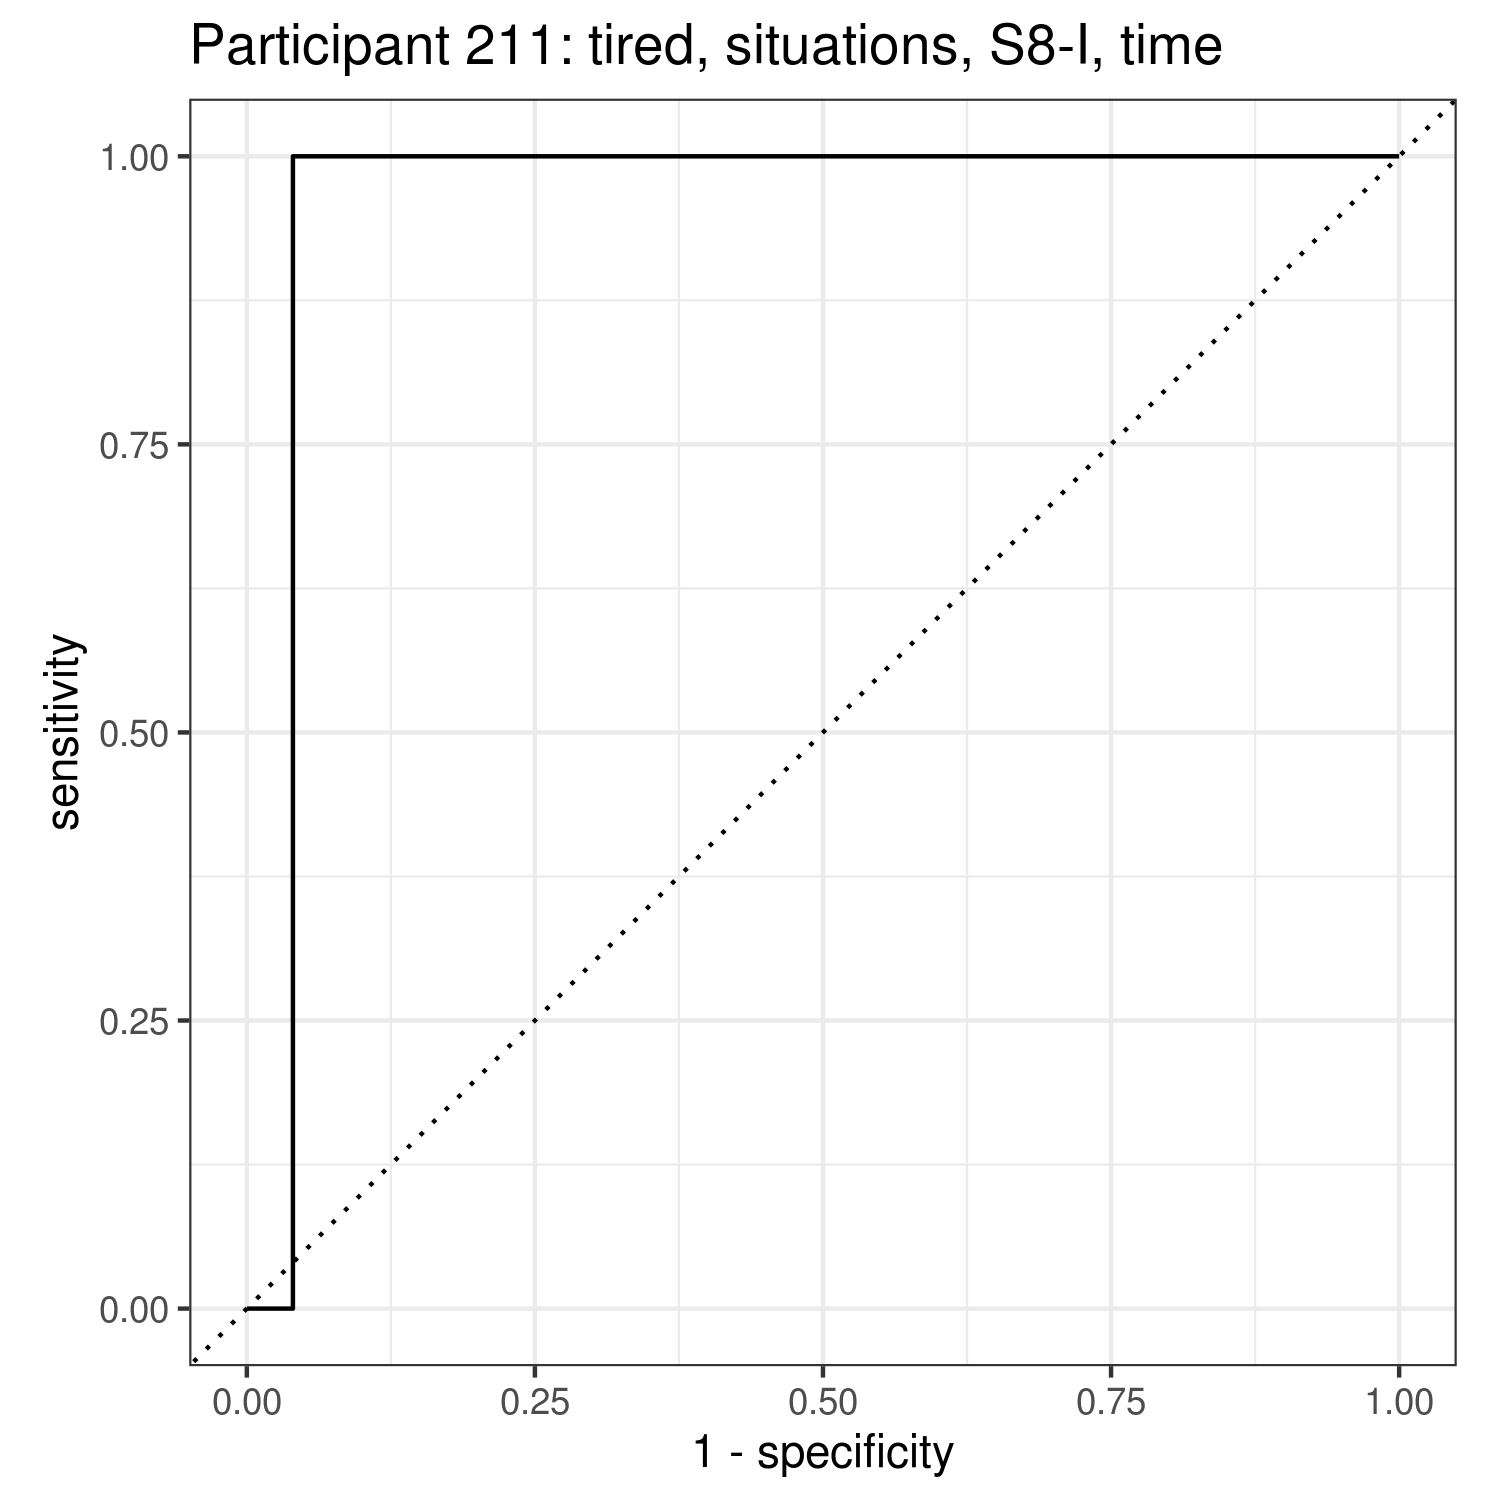 Participant 211: tired, situations, S8-I, time
1.00
0.75
0.50
0.25
0.00
sensitivity
0.00 0.25 0.50 0.75 1.00
1 - specificity